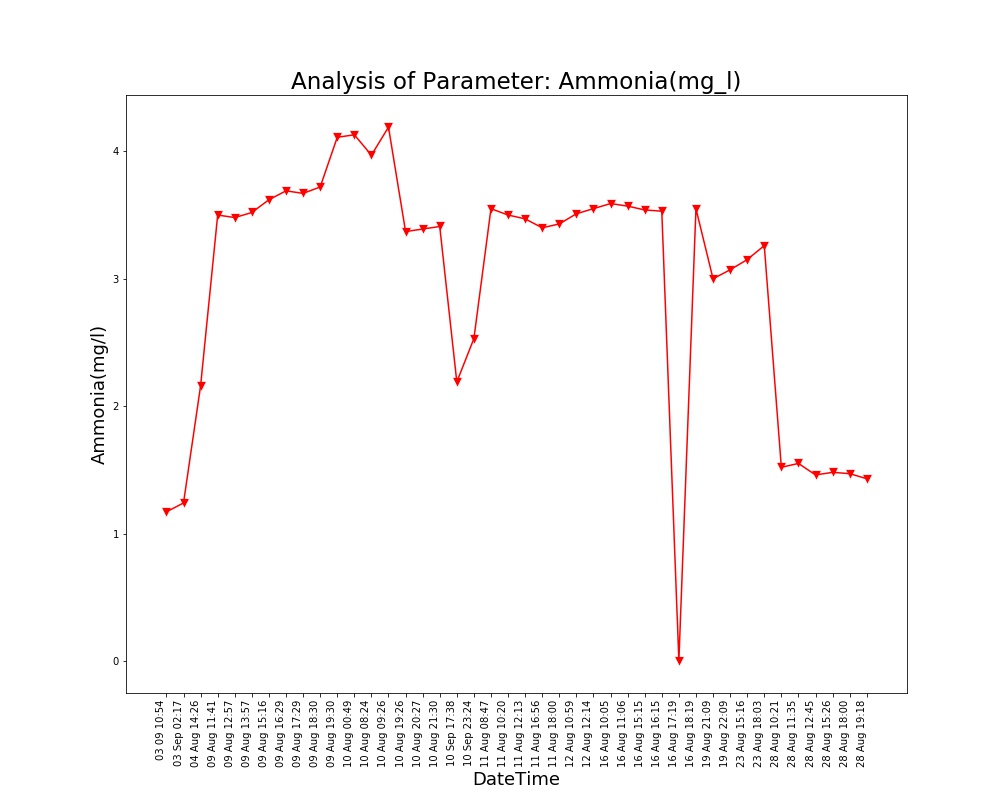 Analysis of Parameter: Ammonia(mg_l)
4
3
2
1
0
Ammonia(mg/l)
03 09 10:54
03 Sep 02:17
04 Aug 14:26
09 Aug 11:41
09 Aug 12:57
09 Aug 13:57
09 Aug 15:16
09 Aug 16:29
09 Aug 17:29
09 Aug 18:30
09 Aug 19:30
10 Aug 00:49
10 Aug 08:24
10 Aug 09:26
10 Aug 19:26
10 Aug 20:27
10 Aug 21:30
10 Sep 17:38
10 Sep 23:24
11 Aug 08:47
11 Aug 10:20
11 Aug 12:13
11 Aug 16:56
11 Aug 18:00
12 Aug 10:59
12 Aug 12:14
16 Aug 10:05
16 Aug 11:06
16 Aug 15:15
16 Aug 16:15
16 Aug 17:19
16 Aug 18:19
19 Aug 21:09
19 Aug 22:09
23 Aug 15:16
23 Aug 18:03
28 Aug 10:21
28 Aug 11:35
28 Aug 12:45
28 Aug 15:26
28 Aug 18:00
28 Aug 19:18
DateTime